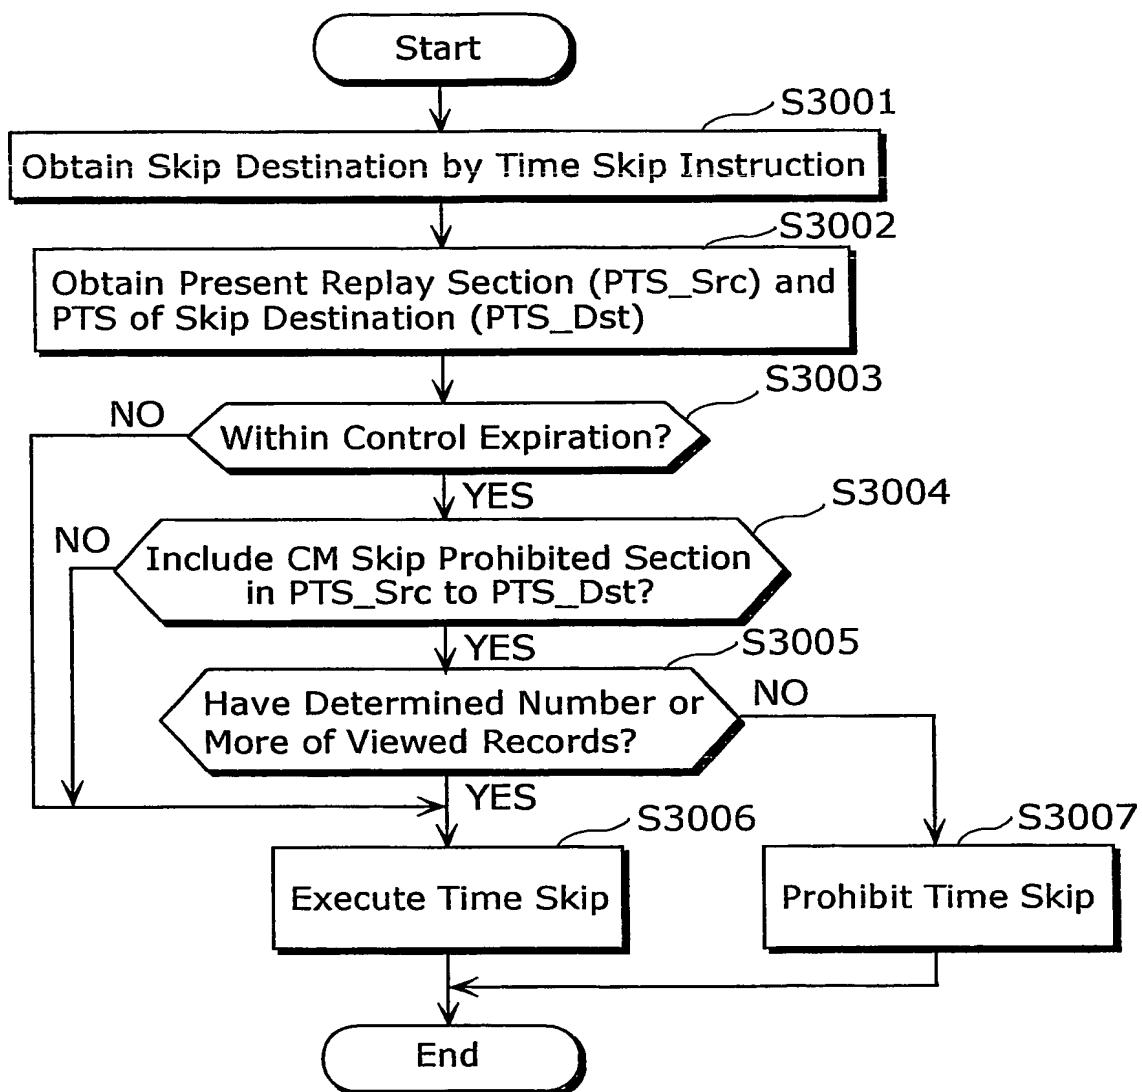 Start
S3001
Obtain Skip Destination by Time Skip Instruction
S3002
Obtain Present Replay Section (PTS_Src) and
PTS of Skip Destination (PTS_Dst)
S3003
NO
Within Control Expiration?
YES
S3004
NO
Include CM Skip Prohibited Section
in PTS_Src to PTS_Dst?
YES
S3005
Have Determined Number or
More of Viewed Records?
NO
YES
S3006
S3007
Execute Time Skip
Prohibit Time Skip
End